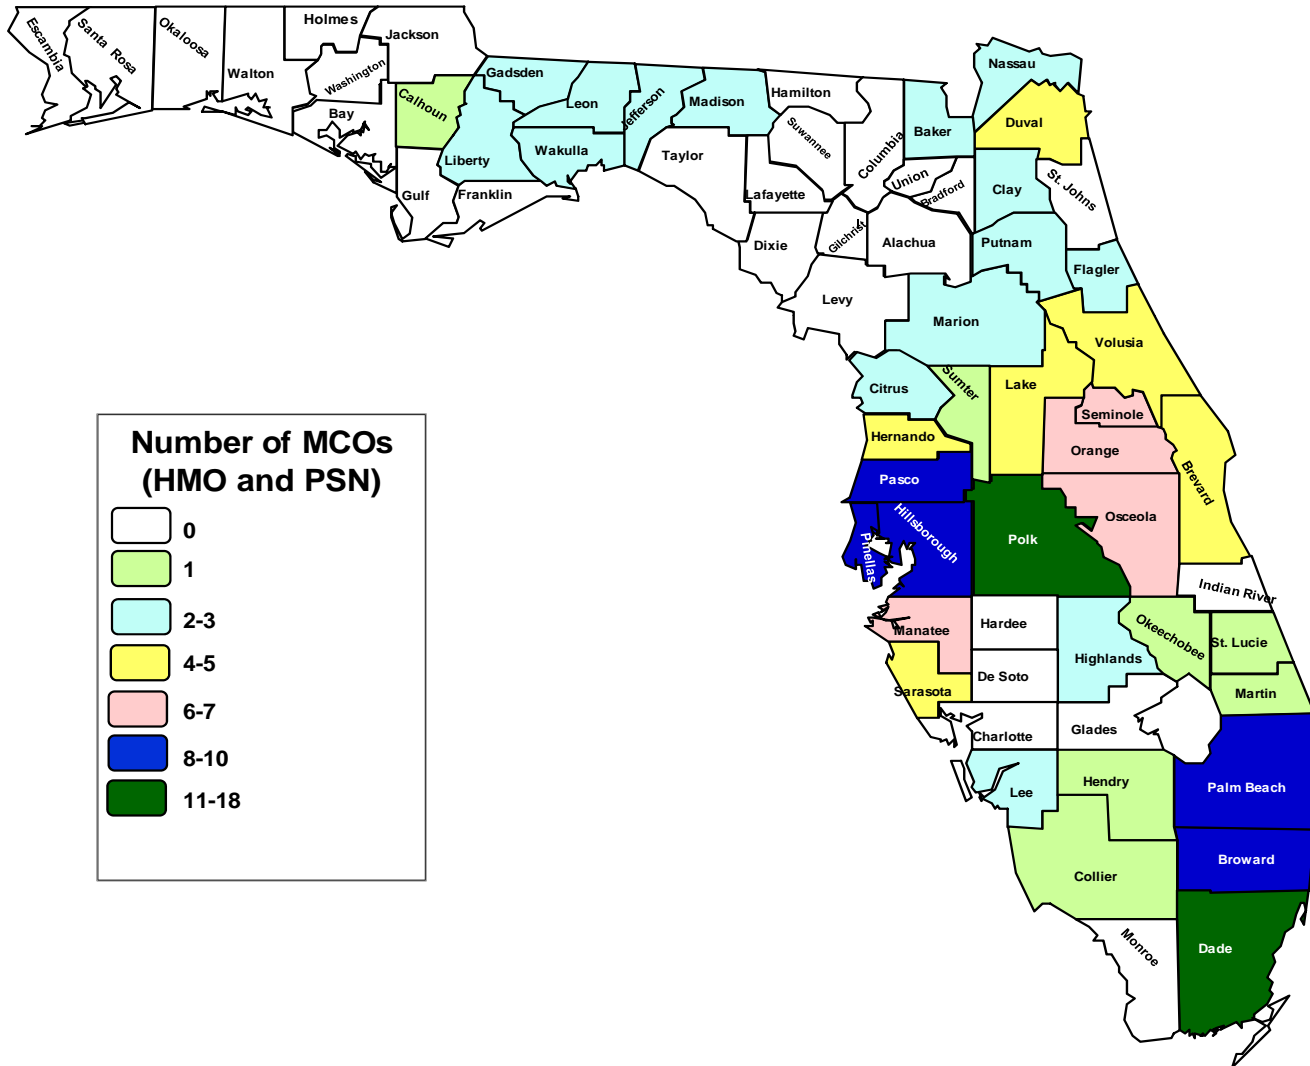 Holmes
Jackson
Escambia
Santa Rosa
Okaloosa
Walton
Washington
Bay
Calhoun
Gulf
Gadsden
Liberty
Franklin
Leon
Wakulla
Jefferson
Madison
Taylor
Hamilton
Suwannee
Lafayette
Dixie
Columbia
Gilchrist
Levy
Baker
Union
Bradford
Alachua
Nassau
Duval
Clay
St. Johns
Putnam
Flagler
Marion
Volusia
Citrus
Sumter
Lake
Seminole
Hernando
Orange
Brevard
Pasco
Hillsborough
Pinellas
Polk
Osceola
Indian River
Manatee
Hardee
Okeechobee
St. Lucie
Highlands
De Soto
Sarasota
Martin
Charlotte
Glades
Lee
Hendry
Palm Beach
Collier
Broward
Monroe
Dade
Number of MCOs
(HMO and PSN)
0
1
2-3
4-5
6-7
8-10
11-18